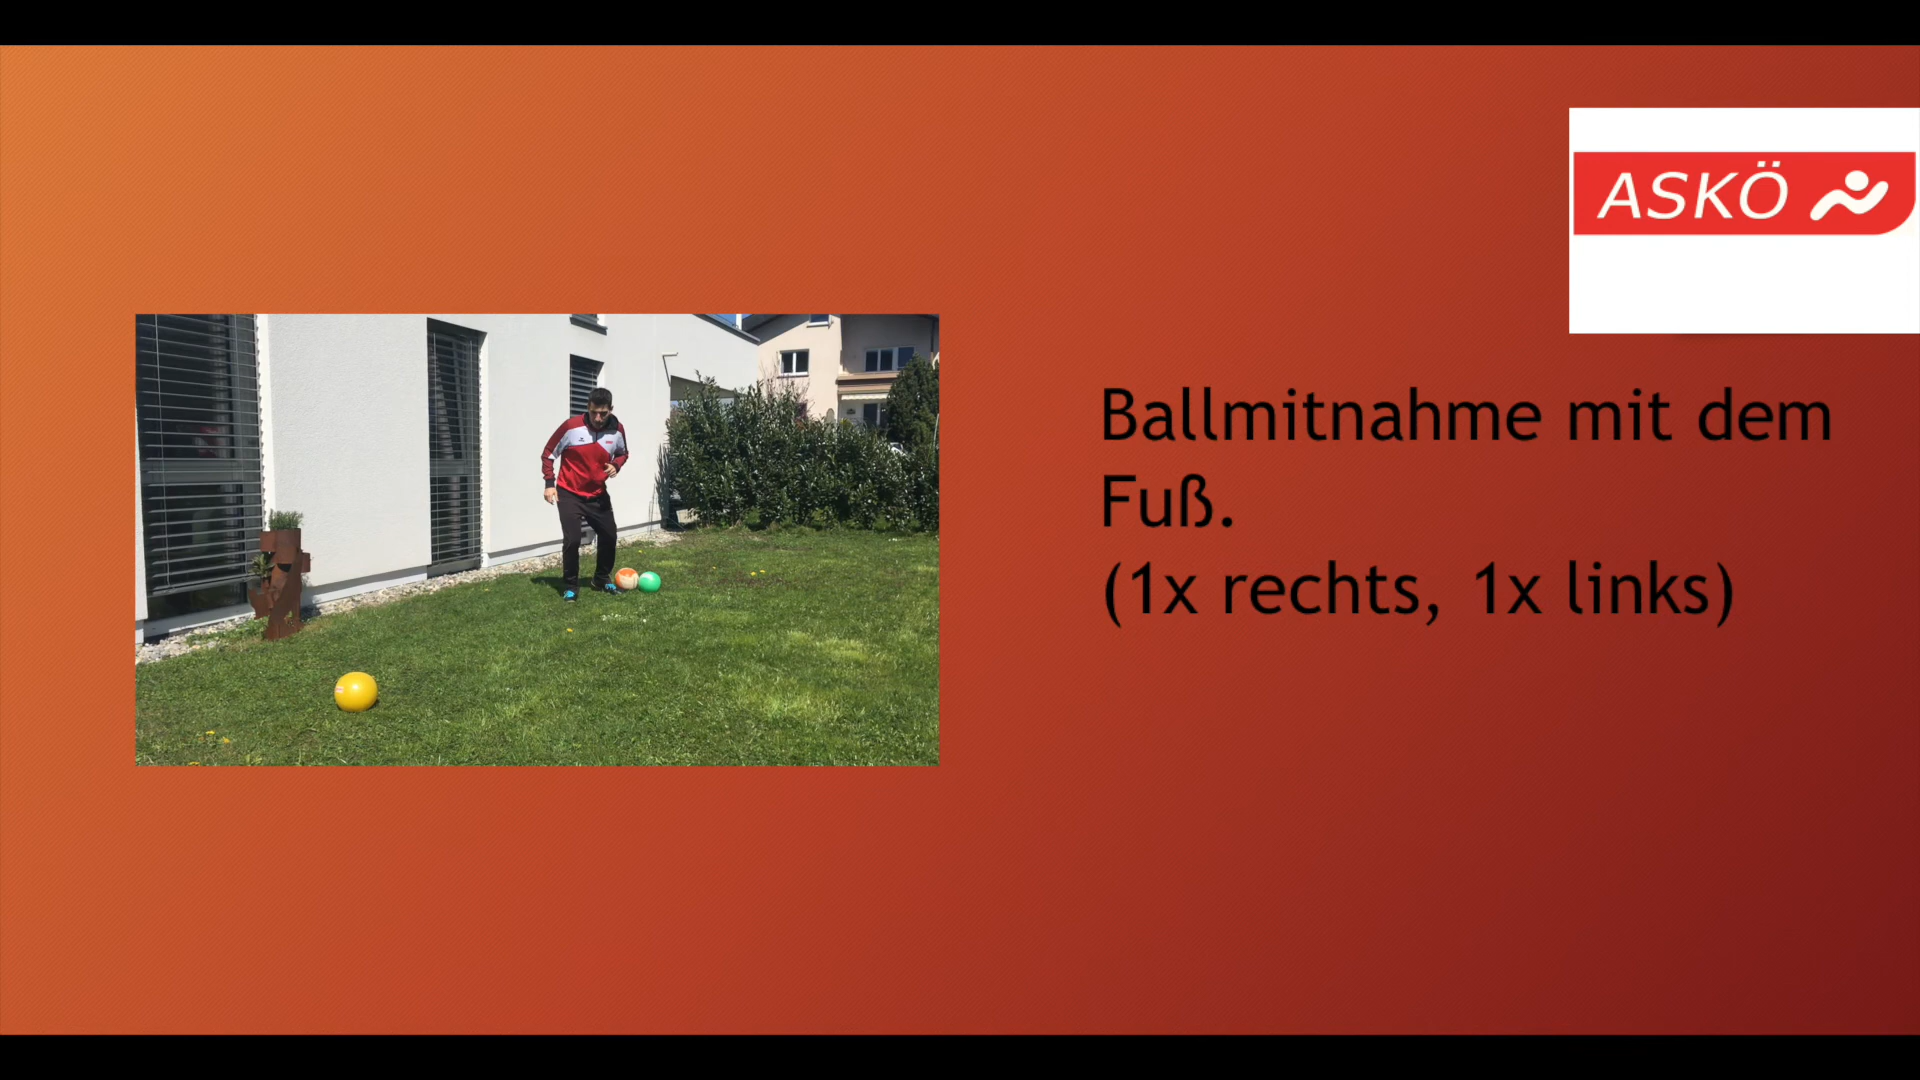 ASKÖ
Ballmitnahme mit dem
Fuß.
(1x rechts, 1x links)